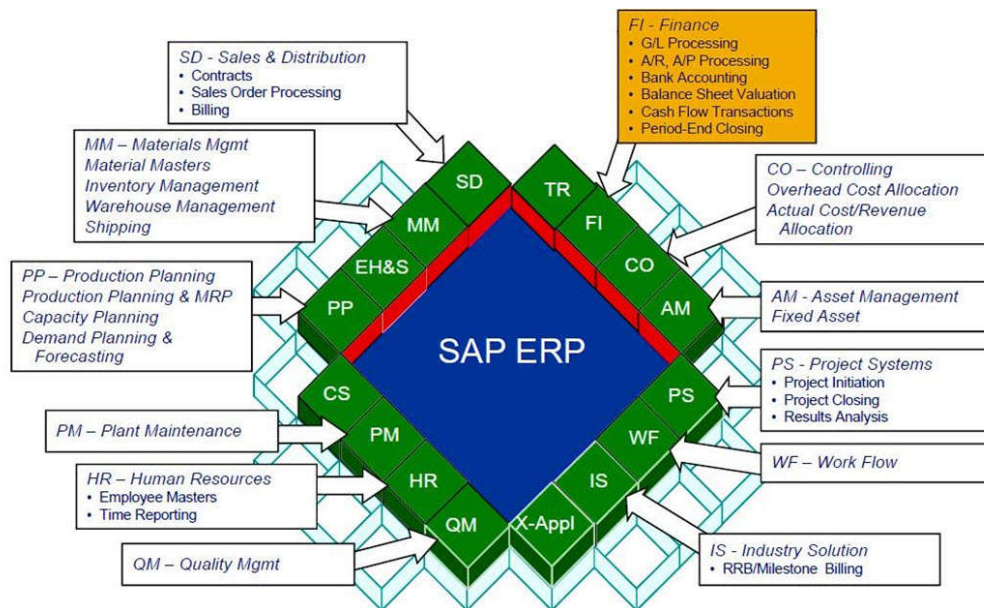 SD - Sales & Distribution
• Contracts
• Sales Order Processing
• Billing
FI - Finance
• G/L Processing
• A/R, A/P Processing
• Bank Accounting
• Balance Sheet Valuation
• Cash Flow Transactions
• Period-End Closing
MM – Materials Mgmt
Material Masters
Inventory Management
Warehouse Management
Shipping
CO – Controlling
Overhead Cost Allocation
Actual Cost/Revenue
Allocation
PP – Production Planning
Production Planning & MRP
Capacity Planning
Demand Planning &
Forecasting
AM - Asset Management
Fixed Asset
PS - Project Systems
• Project Initiation
• Project Closing
• Results Analysis
PM – Plant Maintenance
WF – Work Flow
HR – Human Resources
• Employee Masters
• Time Reporting
QM – Quality Mgmt
IS - Industry Solution
• RRB/Milestone Billing
SD
MM
EH&S
PP
TR
FI
CO
AM
SAP ERP
CS
PM
HR
QM
PS
WF
IS
X-Appl